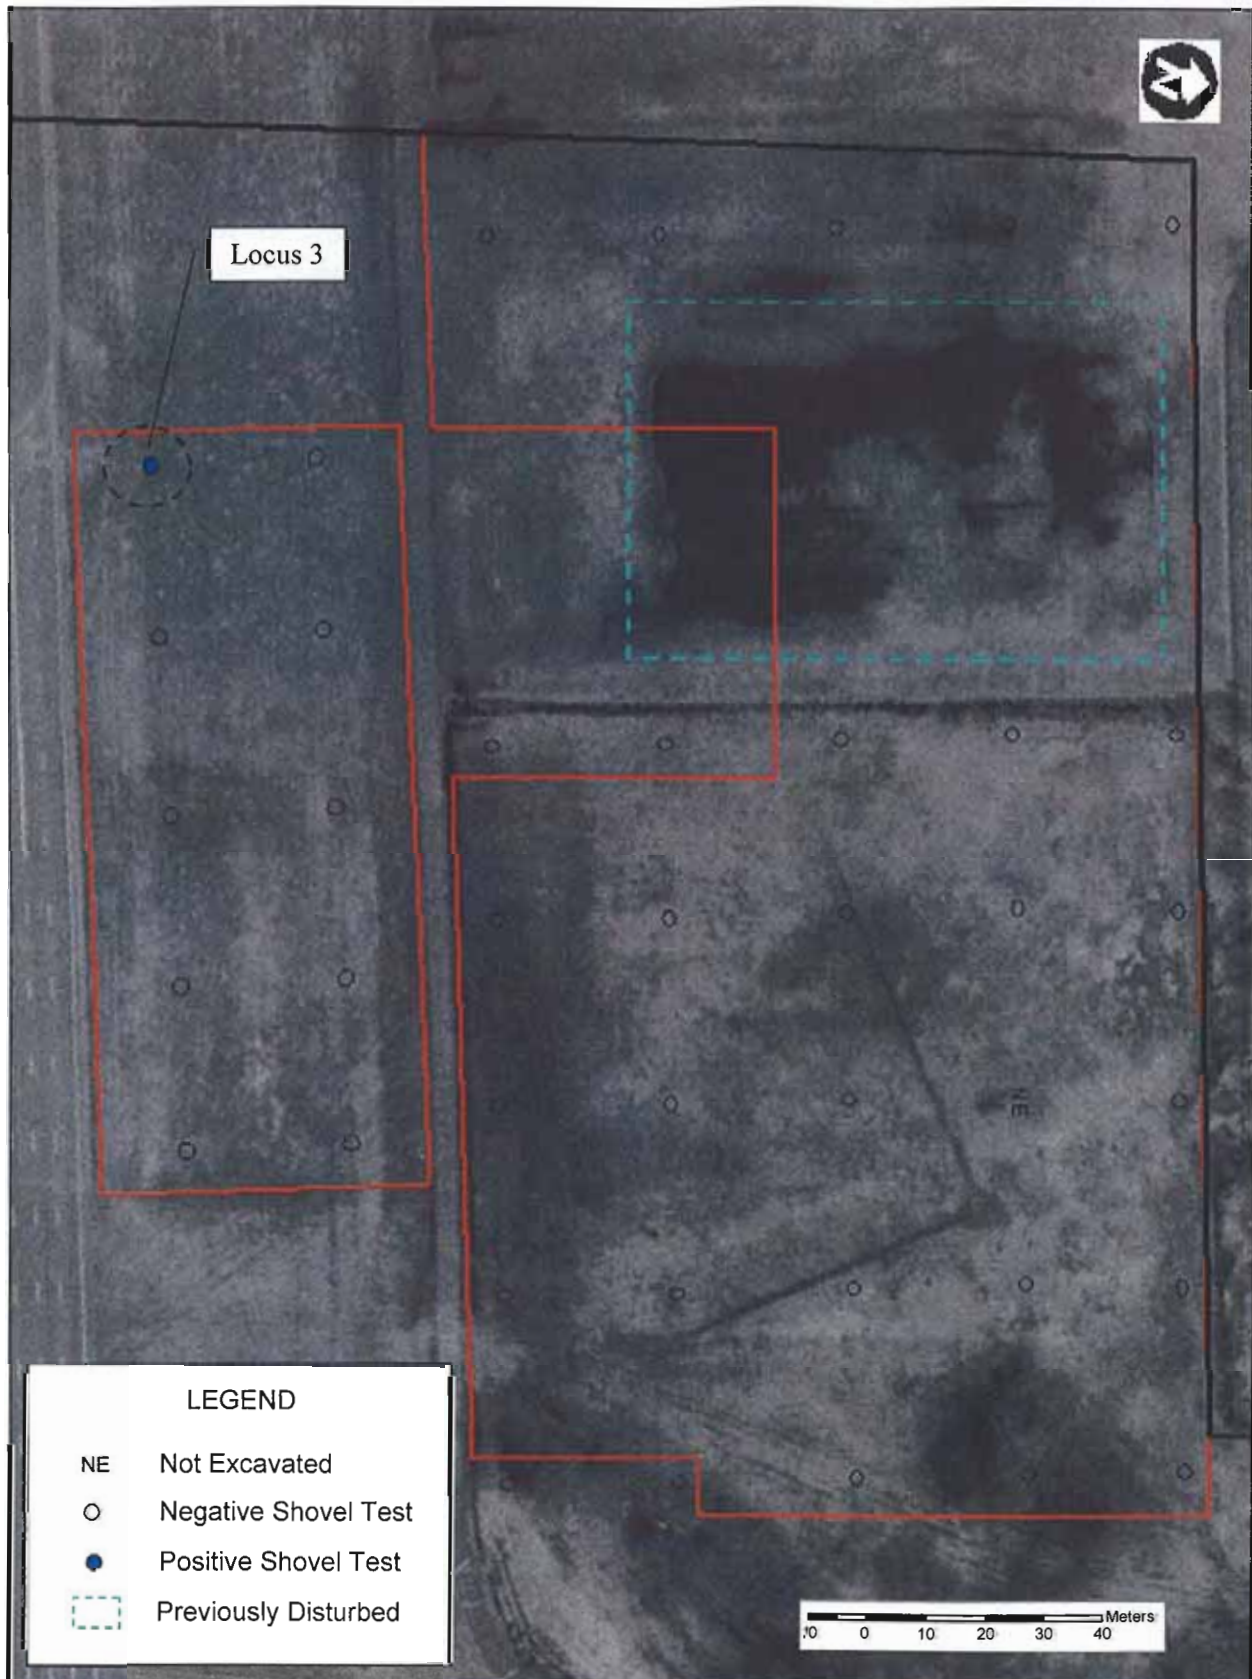 N
Locus 3
NE
LEGEND
NE Not Excavated
Negative Shovel Test
Positive Shovel Test
Previously Disturbed
Meters
0 10 20 30 40